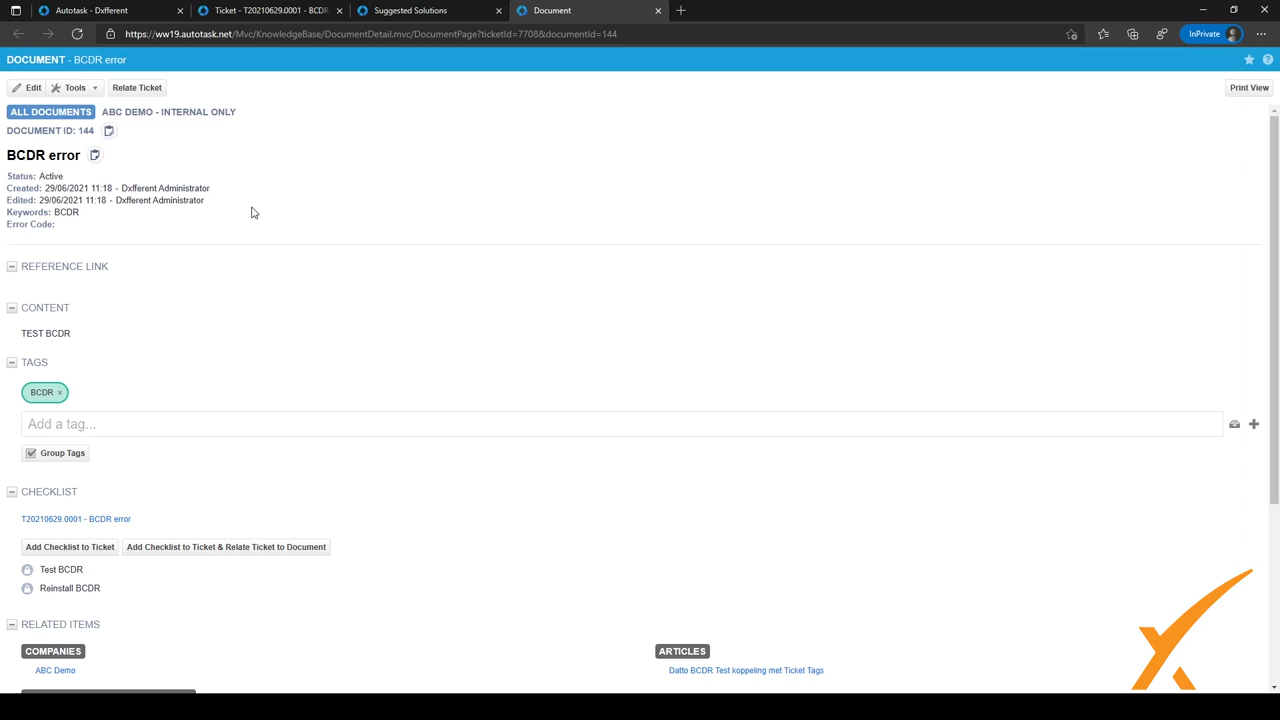 Autotask - Dxfferent
Ticket - T20210629.0001 - BCDR
Suggested Solutions
Document
https://ww19.autotask.net/Mvc/KnowledgeBase/DocumentDetail.mvc/DocumentPage?ticketId=7708&documentId=144
InPrivate
DOCUMENT - BCDR error
Edit
Tools
Relate Ticket
Print View
ALL DOCUMENTS
ABC DEMO - INTERNAL ONLY
DOCUMENT ID: 144
BCDR error
Status: Active
Created: 29/06/2021 11:18 - Dxfferent Administrator
Edited: 29/06/2021 11:18 - Dxfferent Administrator
Keywords: BCDR
Error Code:
REFERENCE LINK
CONTENT
TEST BCDR
TAGS
BCDR ×
Add a tag...
Group Tags
CHECKLIST
T20210629.0001 - BCDR error
Add Checklist to Ticket
Add Checklist to Ticket & Relate Ticket to Document
Test BCDR
Reinstall BCDR
RELATED ITEMS
COMPANIES
ARTICLES
ABC Demo
Datto BCDR Test koppeling met Ticket Tags